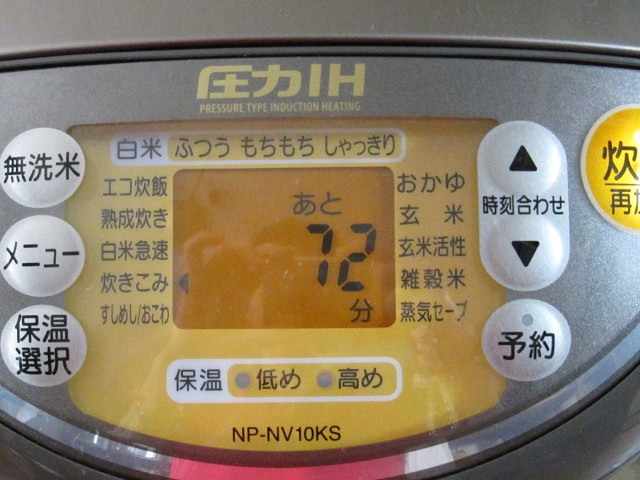 圧力IH
PRESSURE TYPE INDUCTION HEATING
無洗米
メニュー
保温
選択
白米 ふつう もちもち しゃっきり
エコ炊飯
熟成炊き
白米急速
炊きこみ
すしめし/おこわ
あと
72
分
おかゆ
玄米
玄米活性
雑穀米
蒸気セーブ
▲
時刻合わせ
▼
予約
炊
再加
保温 低め 高め
NP-NV10KS